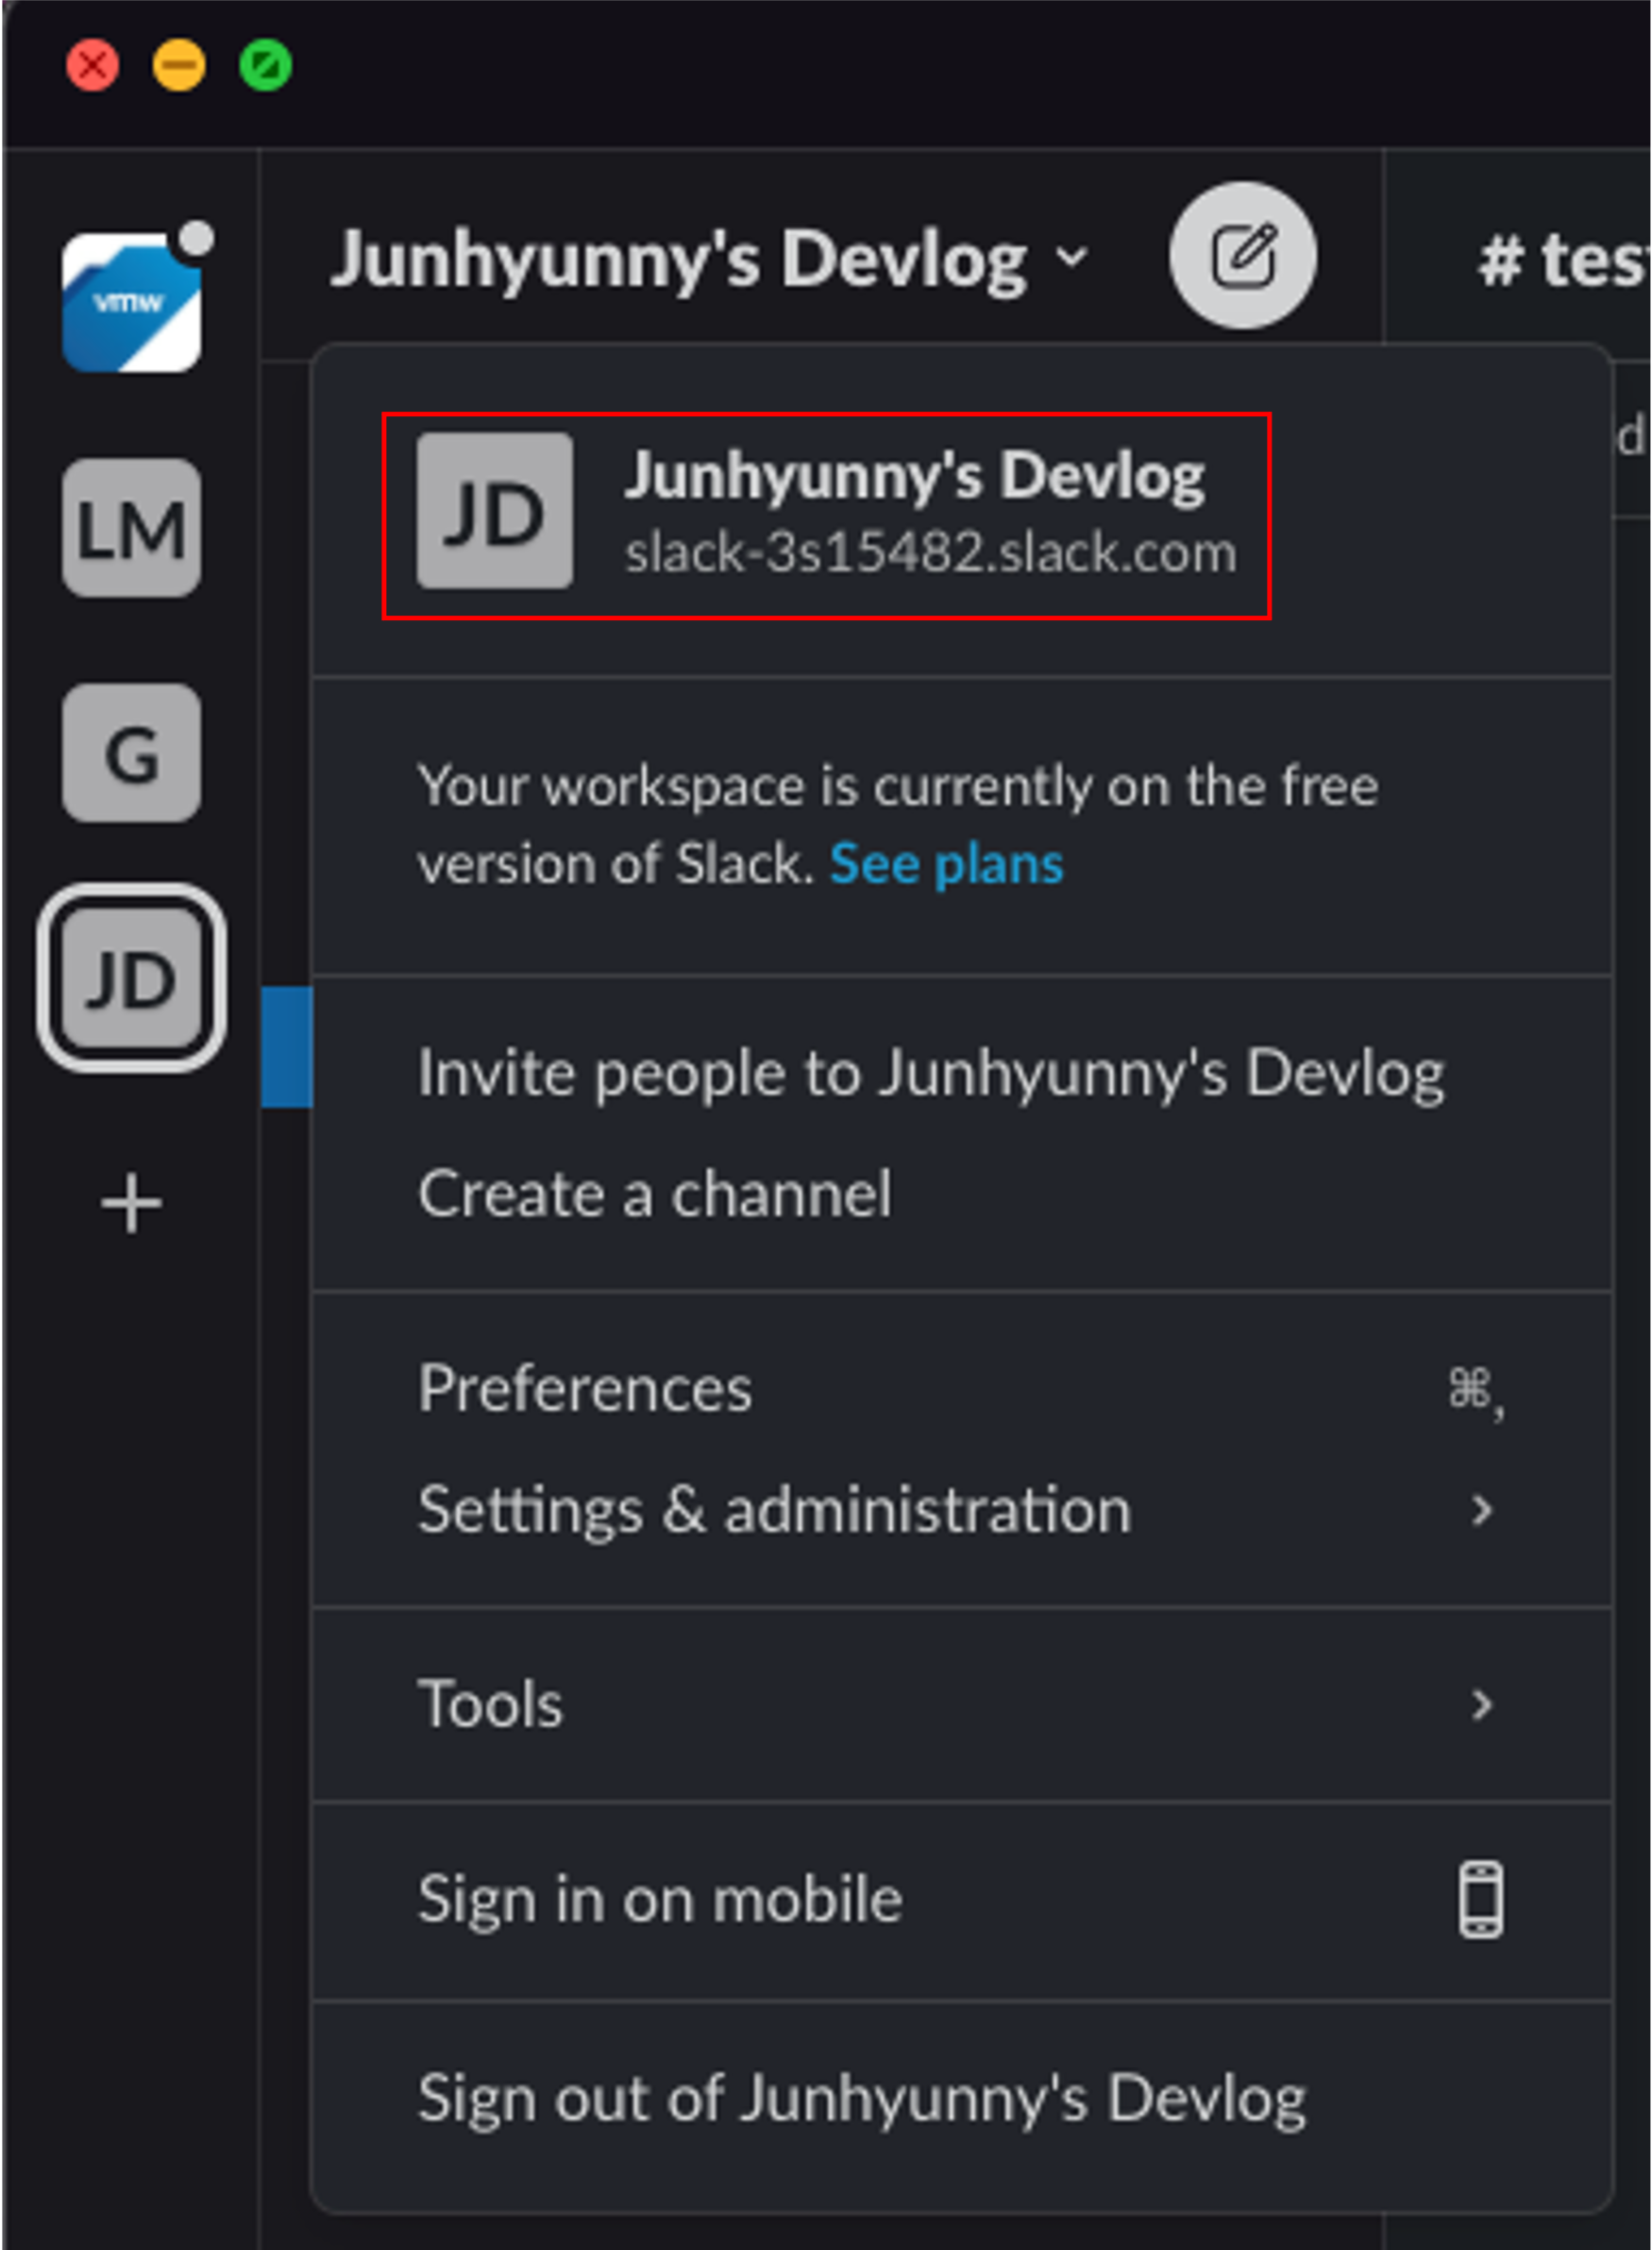 vmw
LM
G
JD
Junhyunny's Devlog
# tes
d
JD
Junhyunny's Devlog
slack-3s15482.slack.com
Your workspace is currently on the free
version of Slack. See plans
Invite people to Junhyunny's Devlog
Create a channel
Preferences ⌘,
Settings & administration
Tools
Sign in on mobile
Sign out of Junhyunny's Devlog